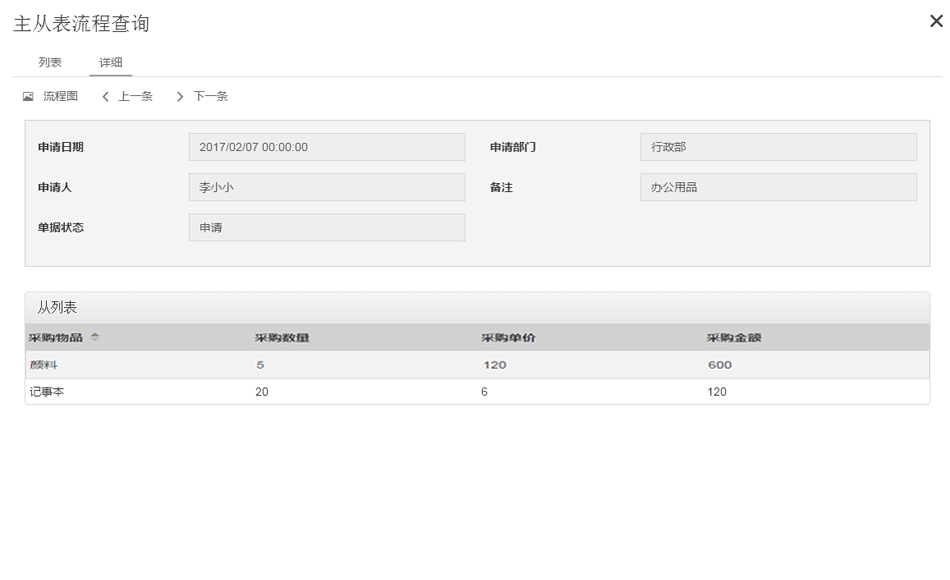 主从表流程查询
列表 详细
流程图 上一条 下一条
申请日期 2017/02/07 00:00:00 申请部门 行政部
申请人 李小小 备注 办公用品
单据状态 申请
从列表
采购物品 采购数量 采购单价 采购金额
颜料 5 120 600
记事本 20 6 120